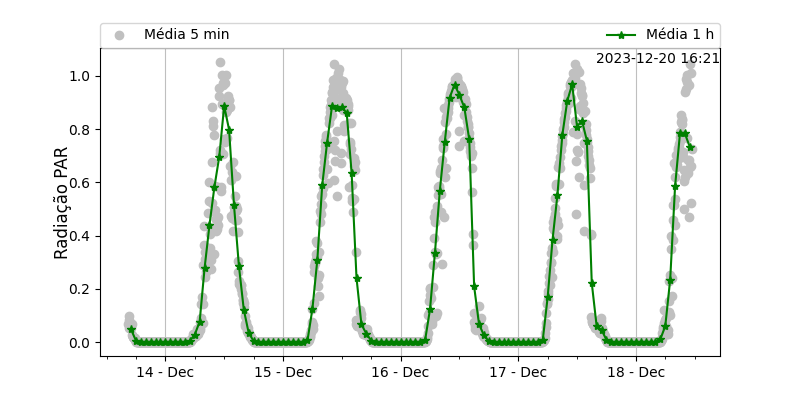 Média 5 min
Média 1 h
2023-12-20 16:21
Radiação PAR
1.0
0.8
0.6
0.4
0.2
0.0
14 - Dec
15 - Dec
16 - Dec
17 - Dec
18 - Dec